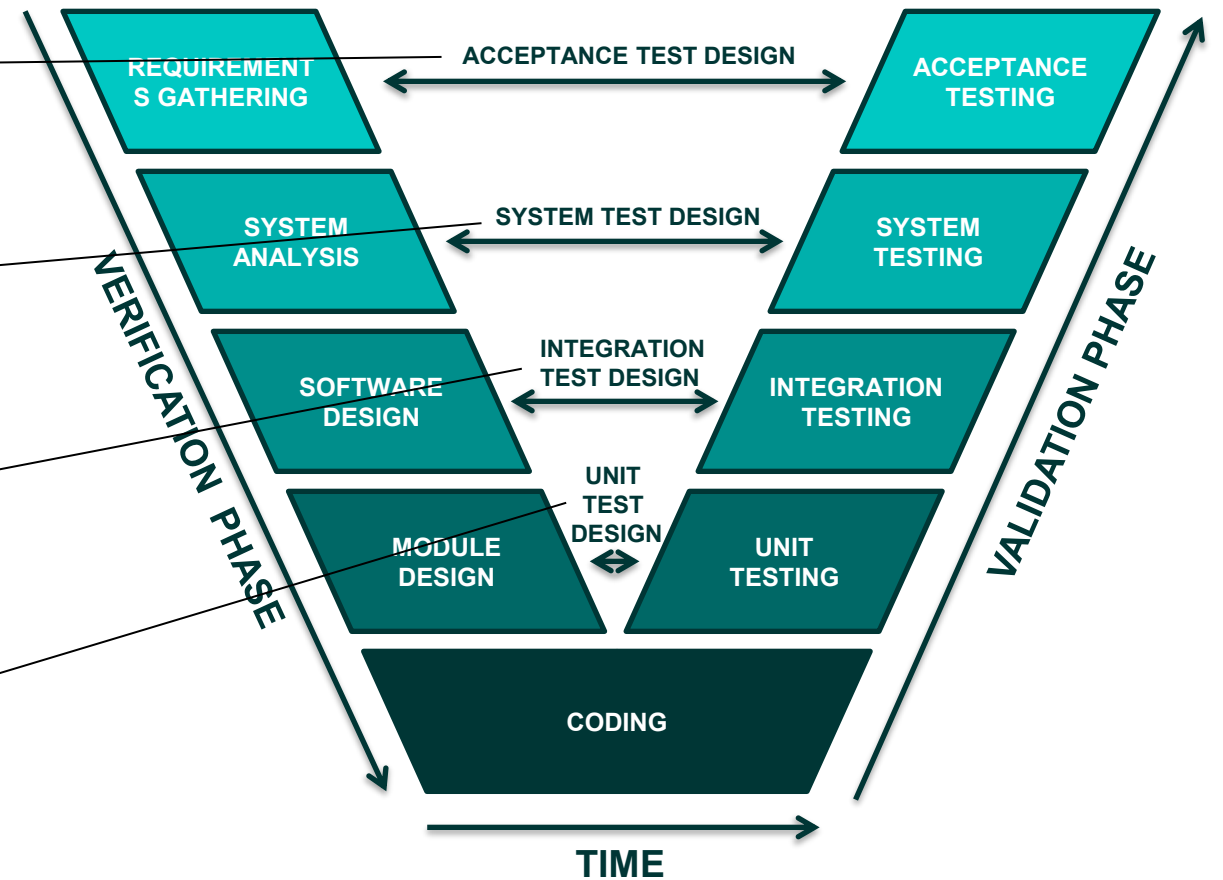 REQUIREMENT
S GATHERING
ACCEPTANCE TEST DESIGN
ACCEPTANCE
TESTING
SYSTEM
ANALYSIS
SYSTEM TEST DESIGN
SYSTEM
TESTING
SOFTWARE
DESIGN
INTEGRATION
TEST DESIGN
INTEGRATION
TESTING
MODULE
DESIGN
UNIT
TEST
DESIGN
UNIT
TESTING
CODING
VERIFICATION PHASE
VALIDATION PHASE
TIME